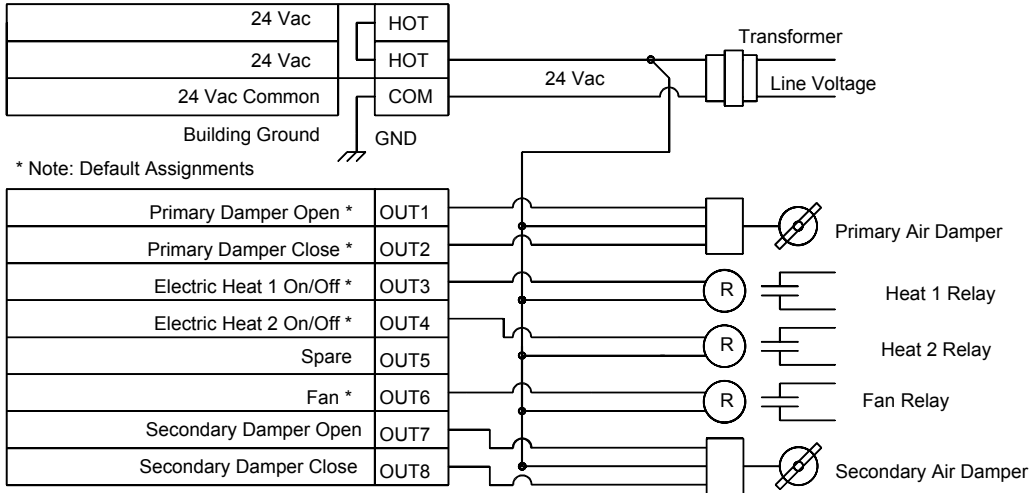 24 Vac HOT
Transformer
24 Vac HOT
24 Vac
Line Voltage
24 Vac Common COM
Building Ground GND
* Note: Default Assignments
Primary Damper Open * OUT1
Primary Air Damper
Primary Damper Close * OUT2
Electric Heat 1 On/Off * OUT3 R Heat 1 Relay
Electric Heat 2 On/Off * OUT4
R Heat 2 Relay
Spare OUT5
Fan * OUT6 R Fan Relay
Secondary Damper Open OUT7
Secondary Damper Close OUT8 Secondary Air Damper